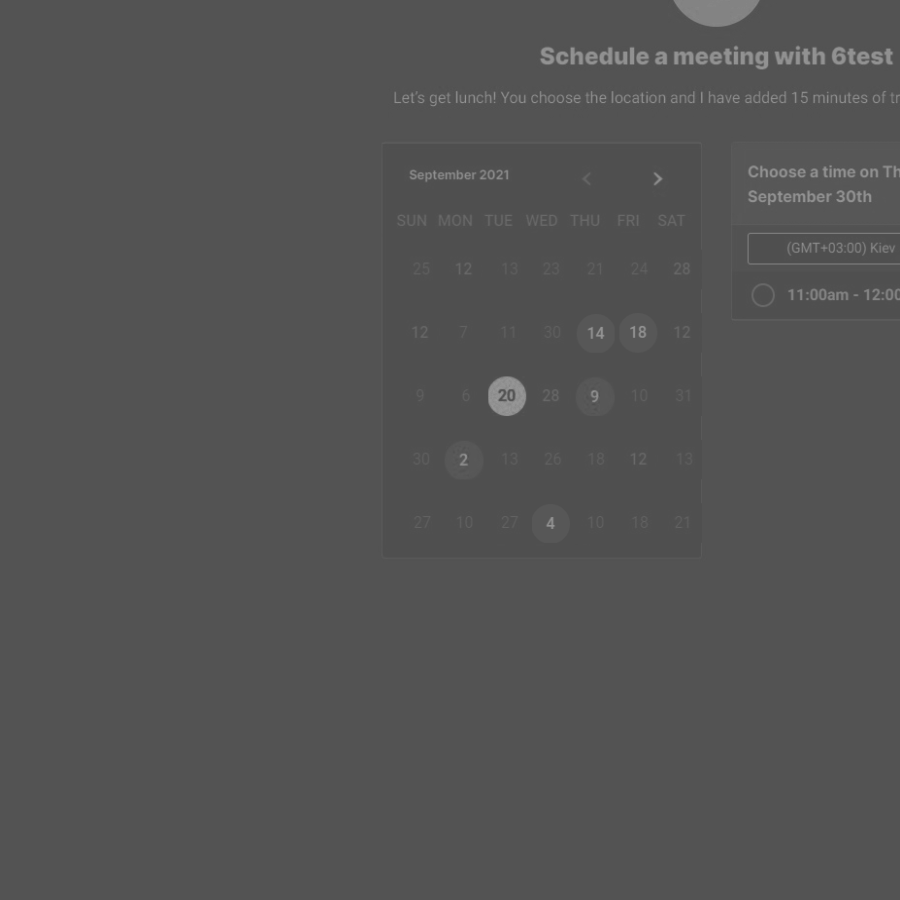 Schedule a meeting with 6test
Let's get lunch! You choose the location and I have added 15 minutes of tr
September 2021
SUN MON TUE WED THU FRI SAT
25 12 13 23 21 24 28
12 7 11 30 14 18 12
9 6 20 28 9 10 31
30 2 13 26 18 12 13
27 10 27 4 10 18 21
Choose a time on Th
September 30th
(GMT+03:00) Kiev
11:00am - 12:00